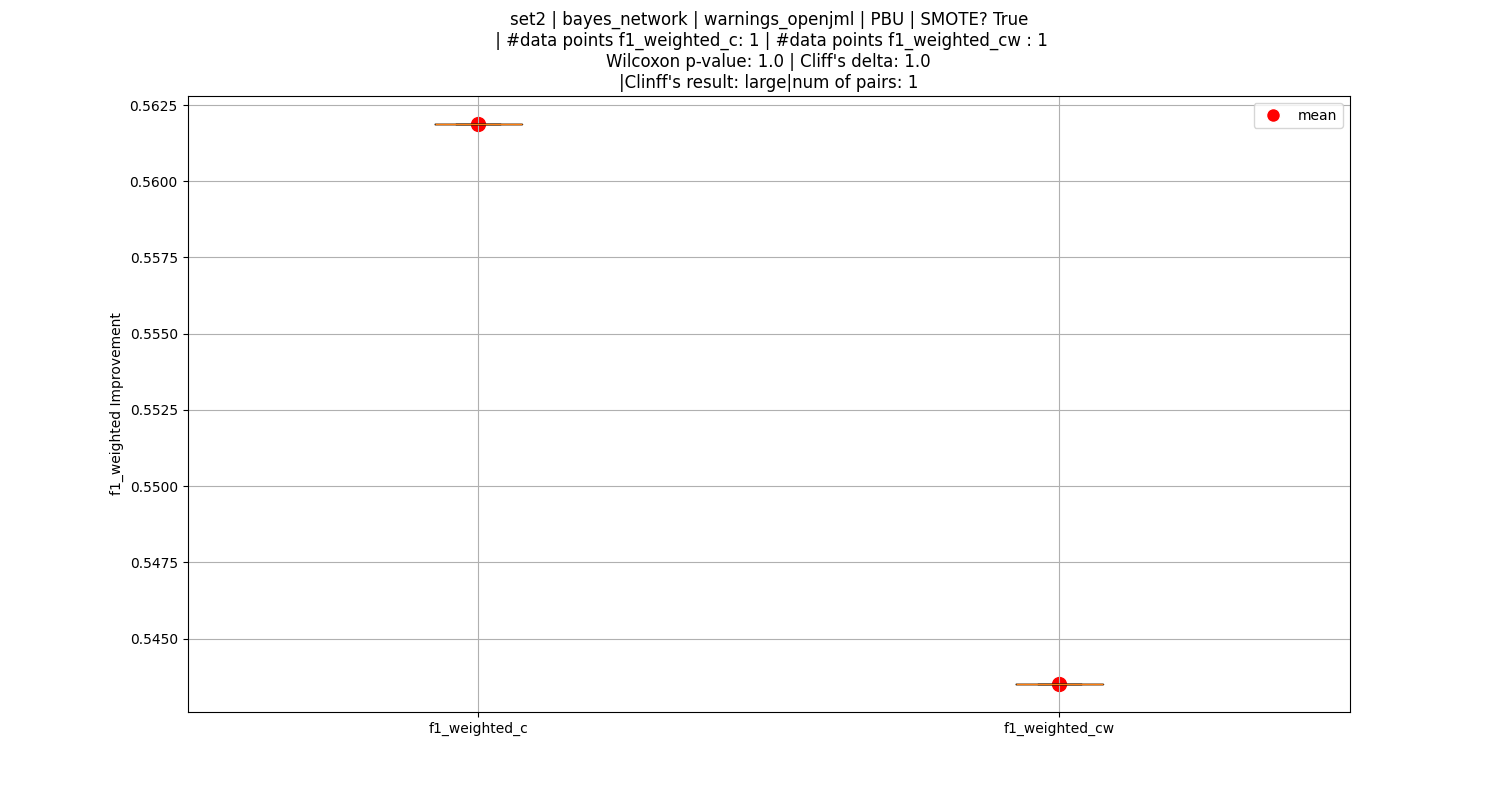 set2 | bayes_network | warnings_openjml | PBU | SMOTE? True
| #data points f1_weighted_c: 1 | #data points f1_weighted_cw : 1
Wilcoxon p-value: 1.0 | Cliff's delta: 1.0
|Clinff's result: large|num of pairs: 1
mean
f1_weighted Improvement
0.5625
0.5600
0.5575
0.5550
0.5525
0.5500
0.5475
0.5450
f1_weighted_c
f1_weighted_cw